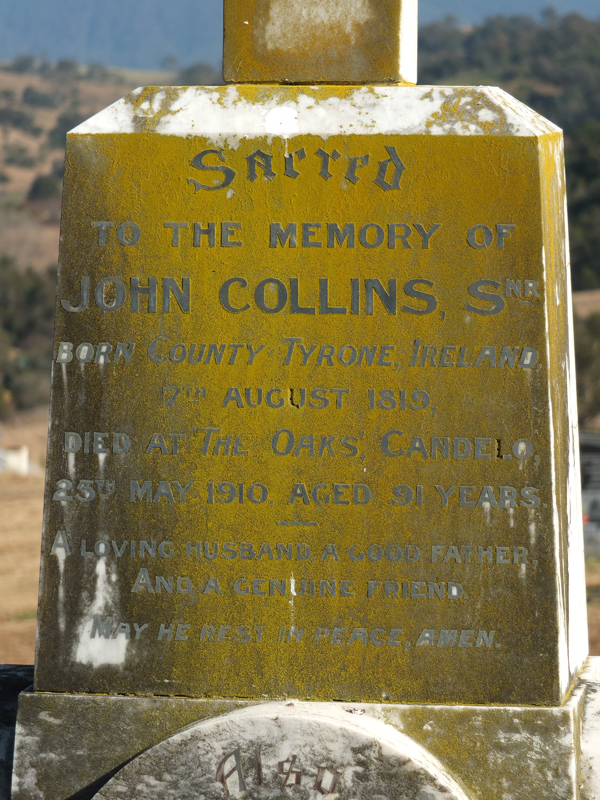 Sacred
TO THE MEMORY OF
JOHN COLLINS, SNR
BORN COUNTY TYRONE, IRELAND,
17TH AUGUST 1819,
DIED AT 'THE OAKS', CANDELO,
25TH MAY 1910. AGED 91 YEARS.
A LOVING HUSBAND, A GOOD FATHER,
AND A GENUINE FRIEND.
MAY HE REST IN PEACE, AMEN.
Also